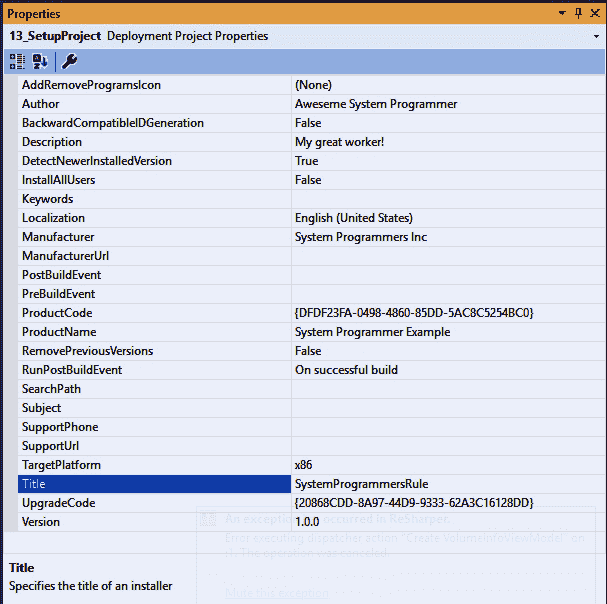 Properties
13_SetupProject Deployment Project Properties
AddRemoveProgramsIcon (None)
Author Aweseme System Programmer
BackwardCompatibleIDGeneration False
Description My great worker!
DetectNewerInstalledVersion True
InstallAllUsers False
Keywords
Localization English (United States)
Manufacturer System Programmers Inc
ManufacturerUrl
PostBuildEvent
PreBuildEvent
ProductCode {DFDF23FA-0498-4860-85DD-5AC8C5254BC0}
ProductName System Programmer Example
RemovePreviousVersions False
RunPostBuildEvent On successful build
SearchPath
Subject
SupportPhone
SupportUrl
TargetPlatform x86
Title SystemProgrammersRule
UpgradeCode {20868CDD-8A97-44D9-9333-62A3C16128DD}
Version 1.0.0
An exception occurred in ReSharper.
Error executing dispatcher action "Create VolumeInfoViewModel" on
The operation was canceled.
Mute this exception
Title
Specifies the title of an installer